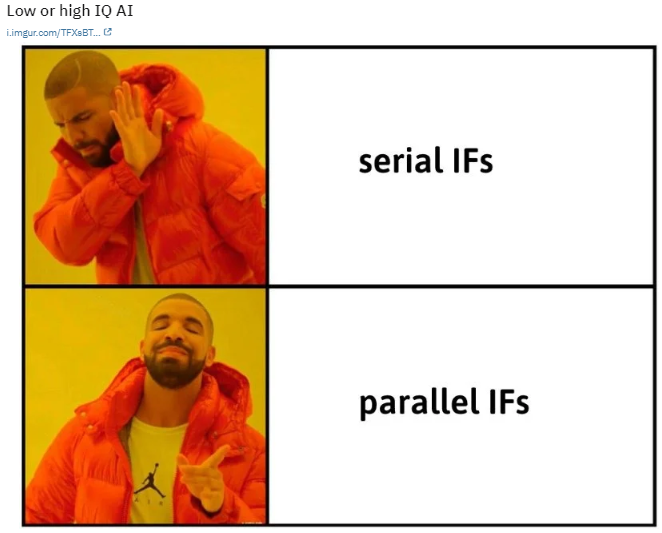 Low or high IQ AI
i.imgur.com/TFXsBT...
serial IFs
parallel IFs